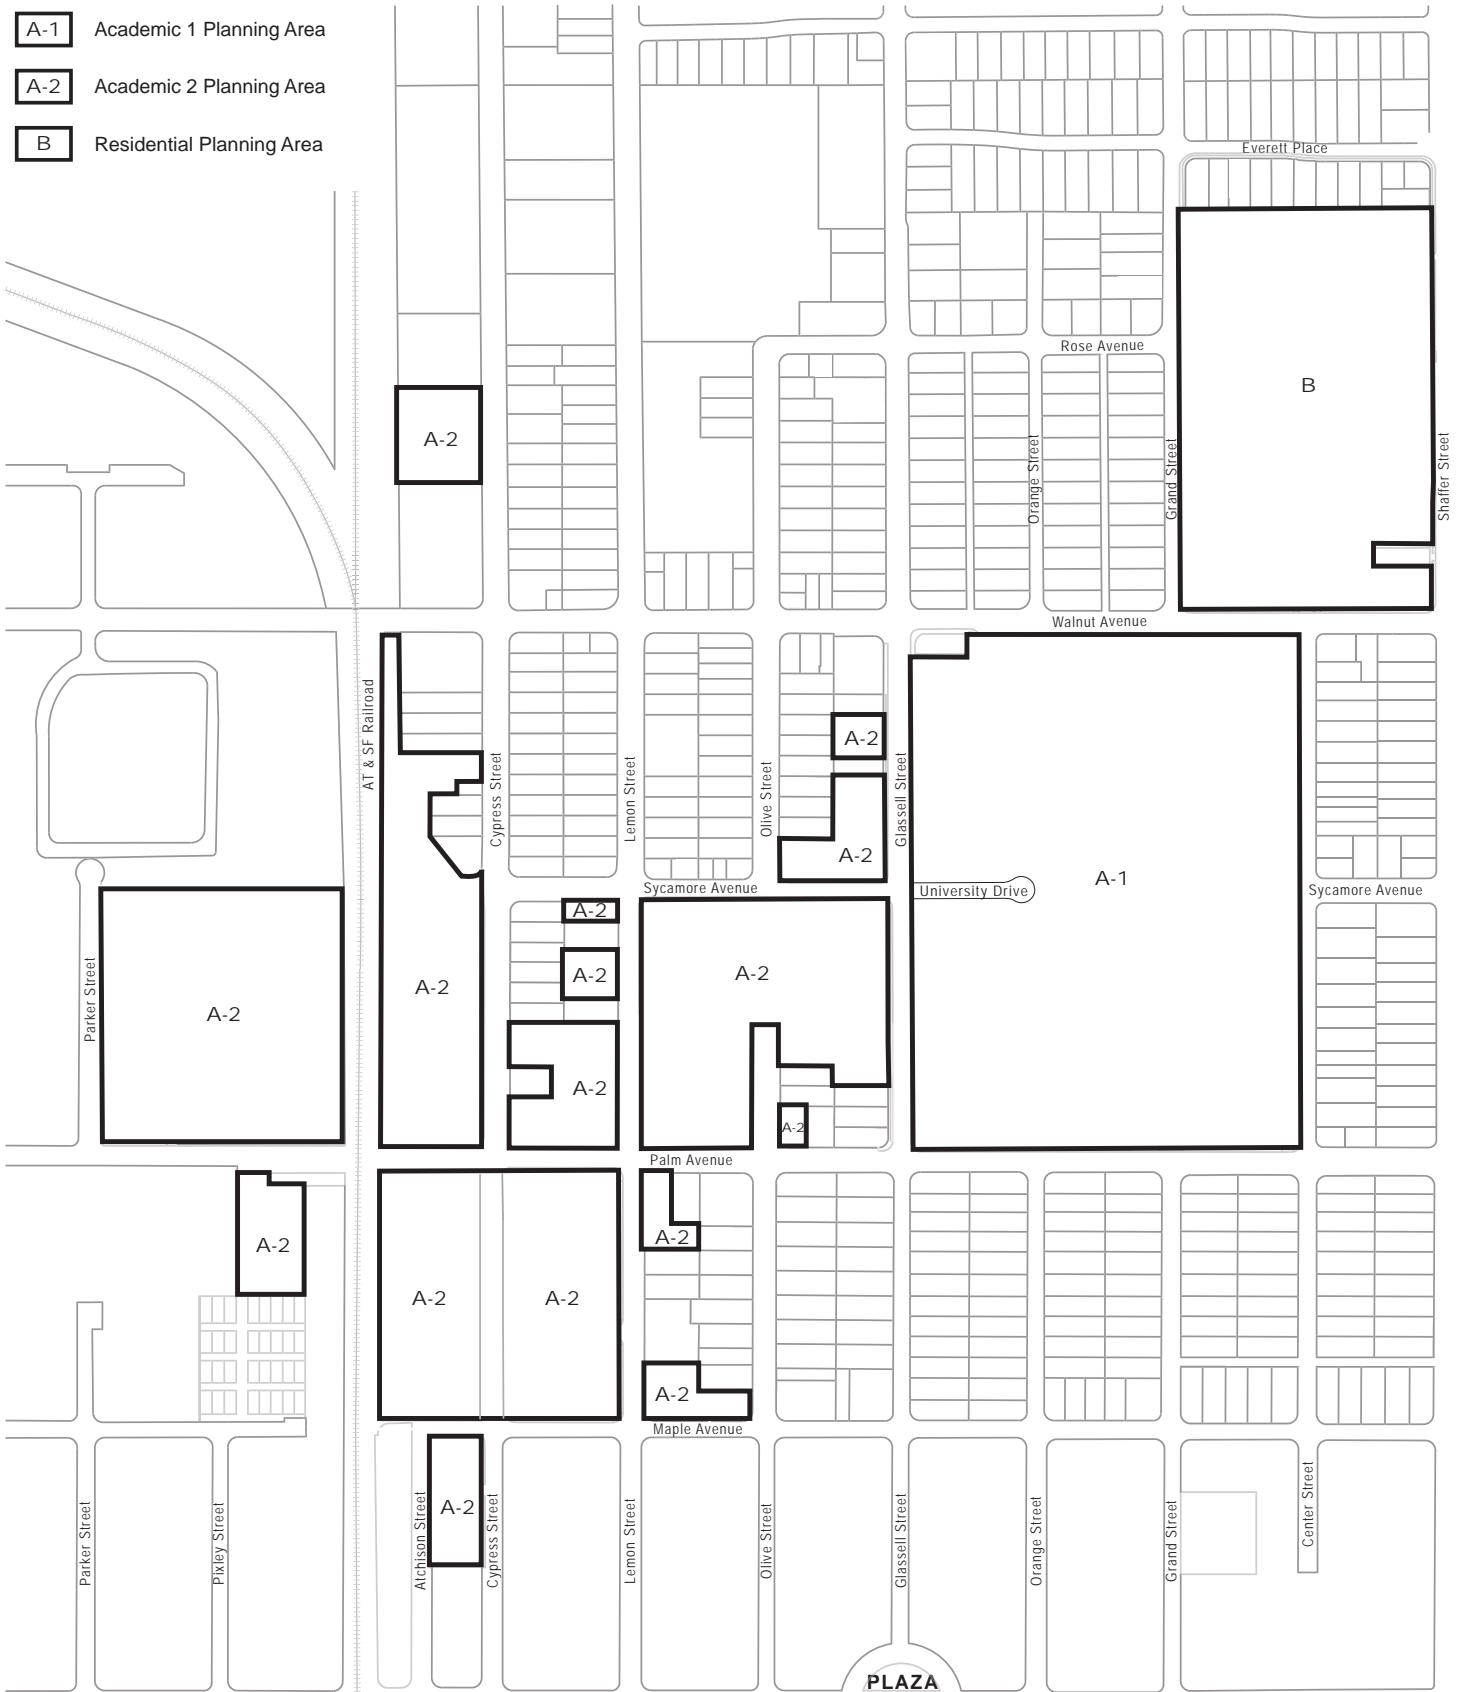 A-1 Academic 1 Planning Area
A-2 Academic 2 Planning Area
B Residential Planning Area
Everett Place
Rose Avenue
B
A-2
Orange Street
Grand Street
Shaffer Street
Walnut Avenue
AT & SF Railroad
Cypress Street
Lemon Street
Olive Street
A-2
Glassell Street
A-2
A-1
Sycamore Avenue
University Drive
Sycamore Avenue
A-2
A-2
A-2
A-2
Parker Street
A-2
A-2
A-2
Palm Avenue
A-2
A-2
A-2
A-2
A-2
Maple Avenue
A-2
Parker Street
Pixley Street
Atchison Street
Cypress Street
Lemon Street
Olive Street
Glassell Street
Orange Street
Grand Street
Center Street
PLAZA